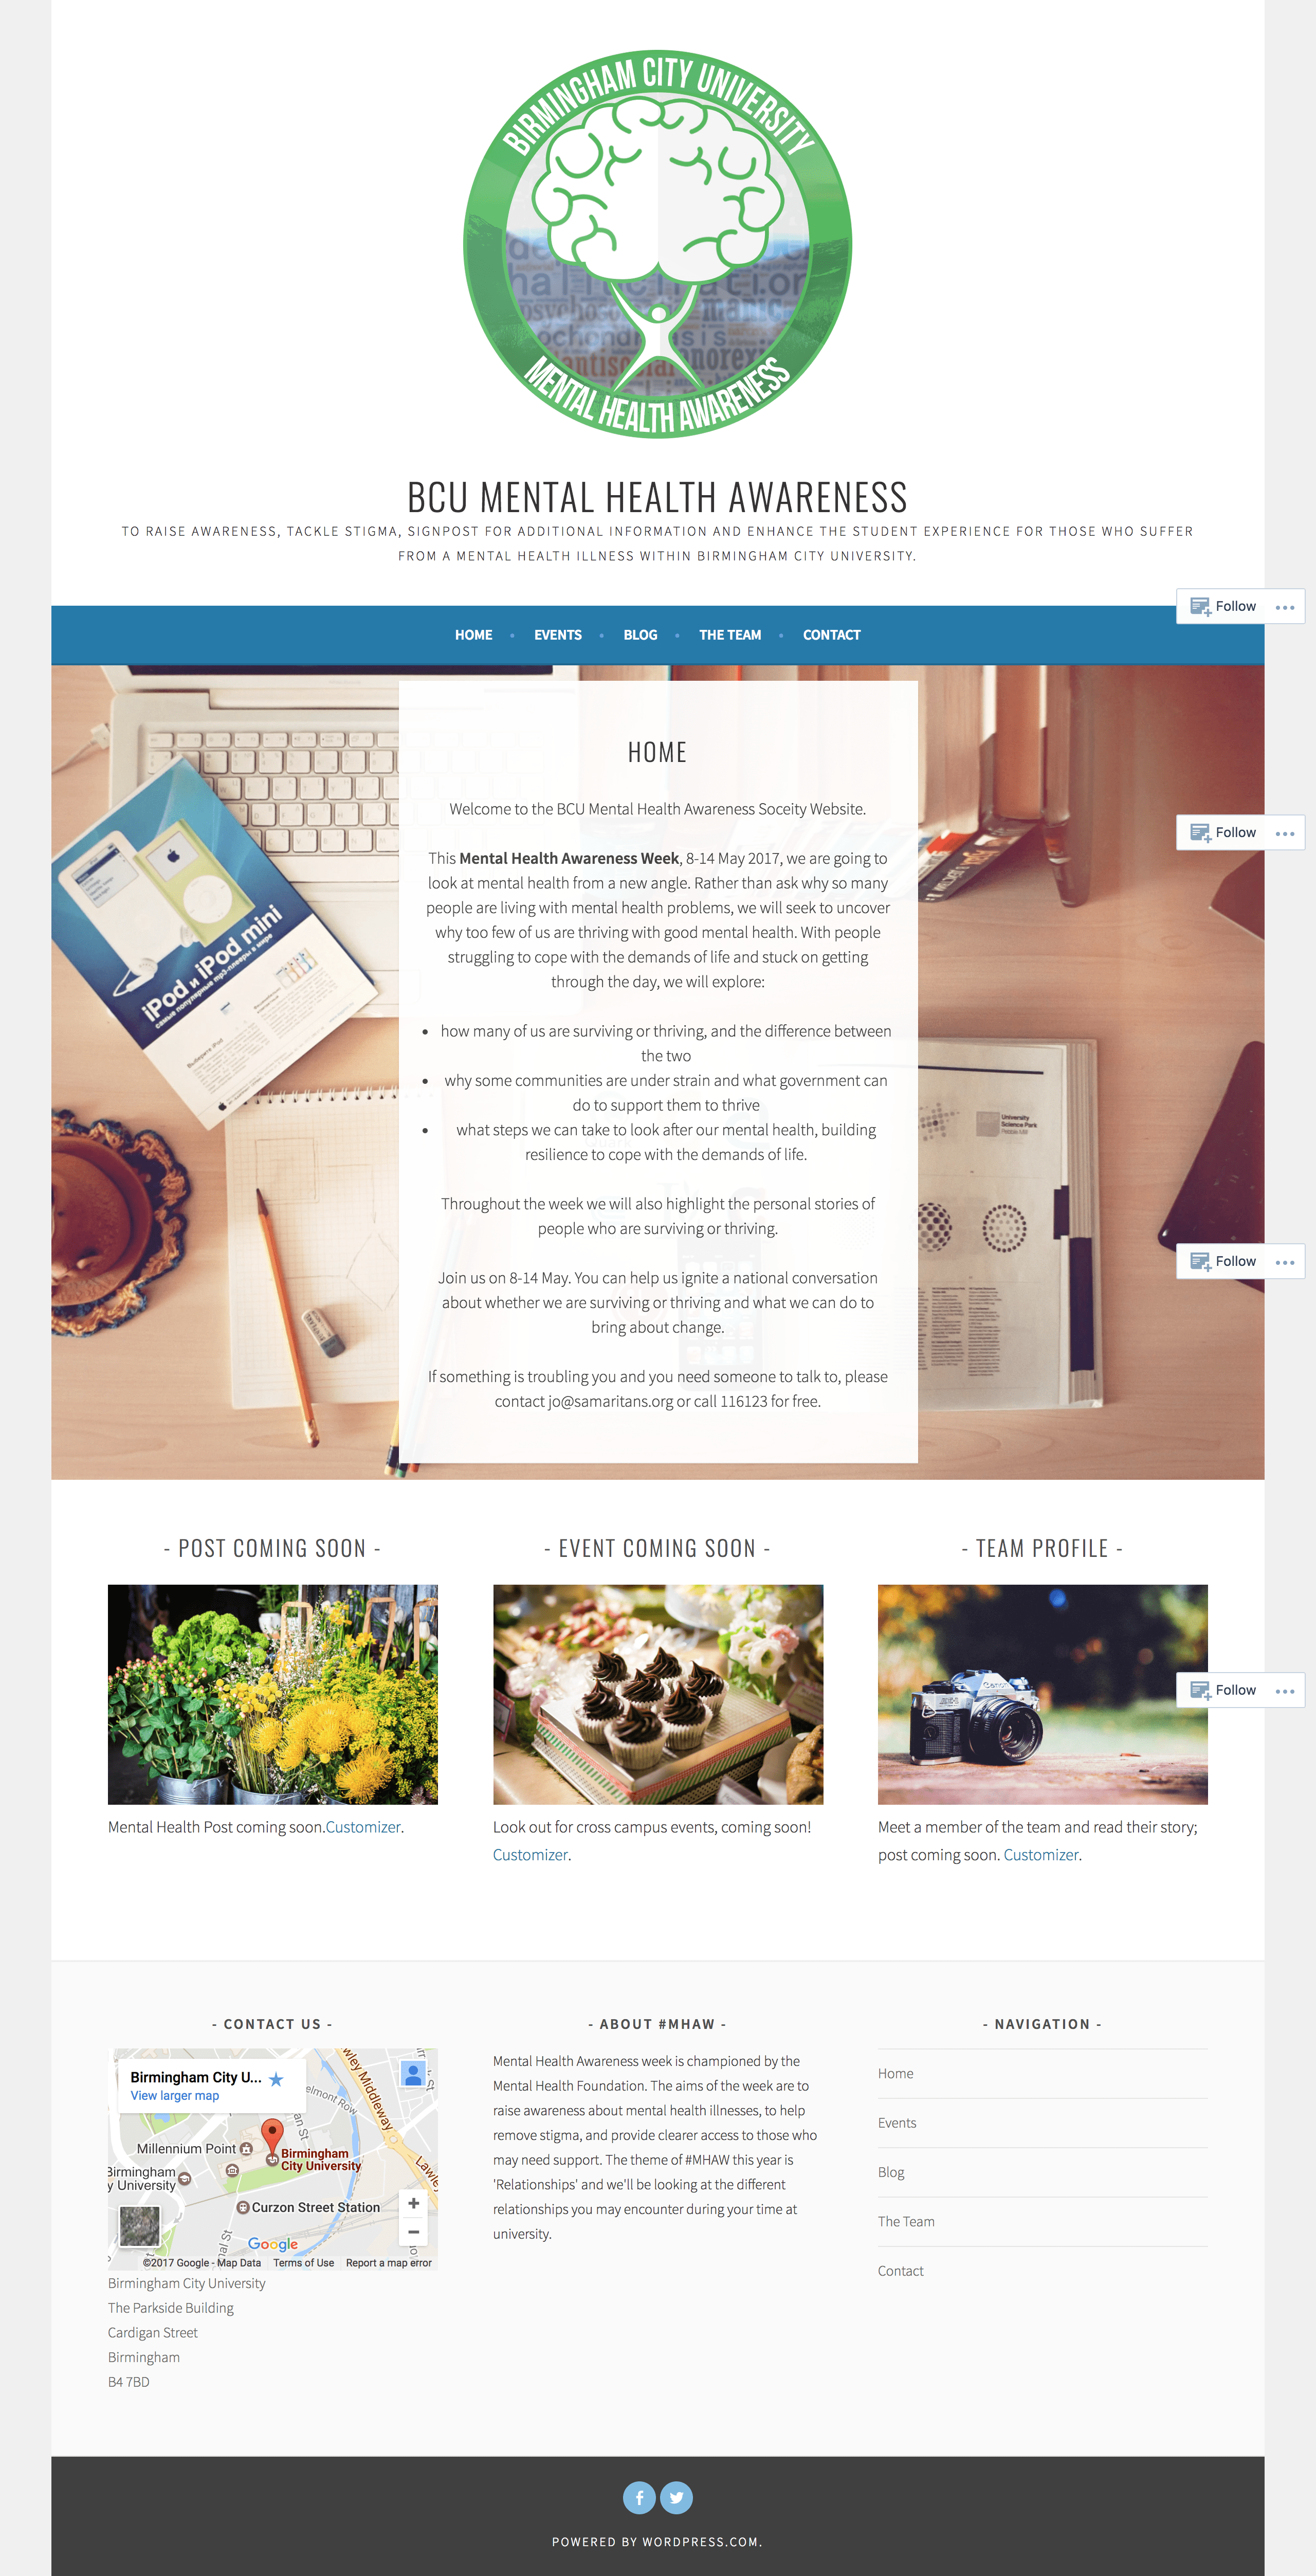 BIRMINGHAM CITY UNIVERSITY
MENTAL HEALTH AWARENESS
BCU MENTAL HEALTH AWARENESS
TO RAISE AWARENESS, TACKLE STIGMA, SIGNPOST FOR ADDITIONAL INFORMATION AND ENHANCE THE STUDENT EXPERIENCE FOR THOSE WHO SUFFER
FROM A MENTAL HEALTH ILLNESS WITHIN BIRMINGHAM CITY UNIVERSITY.
Follow
HOME
EVENTS
BLOG
THE TEAM
CONTACT
HOME
Welcome to the BCU Mental Health Awareness Soceity Website.
Follow
This Mental Health Awareness Week, 8-14 May 2017, we are going to
look at mental health from a new angle. Rather than ask why so many
people are living with mental health problems, we will seek to uncover
why too few of us are thriving with good mental health. With people
struggling to cope with the demands of life and stuck on getting
through the day, we will explore:
iPod и iPod mini
самые популярные mp3-плееры в мире
• how many of us are surviving or thriving, and the difference between
the two
• why some communities are under strain and what government can
do to support them to thrive
• what steps we can take to look after our mental health, building
resilience to cope with the demands of life.
University
Science Park
Throughout the week we will also highlight the personal stories of
people who are surviving or thriving.
Follow
Join us on 8-14 May. You can help us ignite a national conversation
about whether we are surviving or thriving and what we can do to
bring about change.
If something is troubling you and you need someone to talk to, please
contact jo@samaritans.org or call 116123 for free.
- POST COMING SOON -
- EVENT COMING SOON -
- TEAM PROFILE -
Canon
Follow
Mental Health Post coming soon.Customizer.
Look out for cross campus events, coming soon!
Customizer.
Meet a member of the team and read their story;
post coming soon. Customizer.
- CONTACT US -
Birmingham City U...
View larger map
Millennium Point
Birmingham
City University
Birmingham
y University
Curzon Street Station
Google
©2017 Google - Map Data
Terms of Use
Report a map error
Birmingham City University
The Parkside Building
Cardigan Street
Birmingham
B4 7BD
- ABOUT #MHAW -
Mental Health Awareness week is championed by the
Mental Health Foundation. The aims of the week are to
raise awareness about mental health illnesses, to help
remove stigma, and provide clearer access to those who
may need support. The theme of #MHAW this year is
'Relationships' and we'll be looking at the different
relationships you may encounter during your time at
university.
- NAVIGATION -
Home
Events
Blog
The Team
Contact
POWERED BY WORDPRESS.COM.